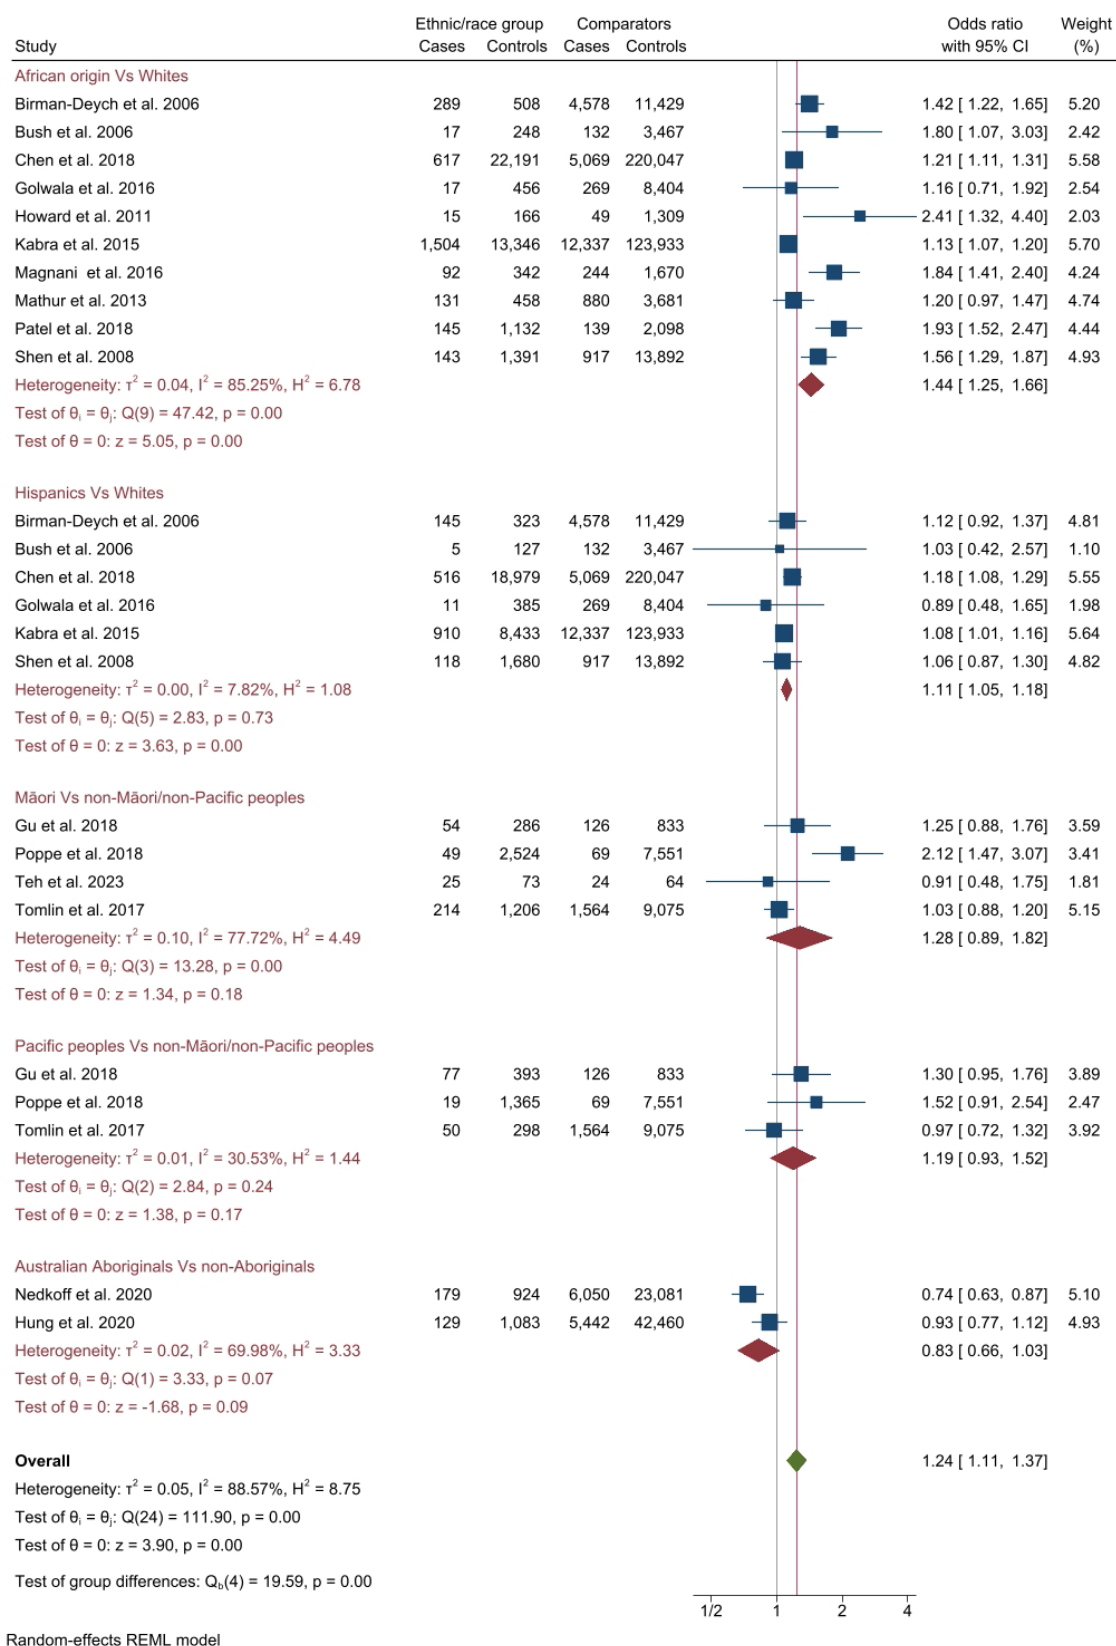 Ethnic/race group Comparators Odds ratio Weight
Study Cases Controls Cases Controls with 95% CI (%)
African origin Vs Whites
Birman-Deych et al. 2006 289 508 4,578 11,429 1.42 [ 1.22, 1.65] 5.20
Bush et al. 2006 17 248 132 3,467 1.80 [ 1.07, 3.03] 2.42
Chen et al. 2018 617 22,191 5,069 220,047 1.21 [ 1.11, 1.31] 5.58
Golwala et al. 2016 17 456 269 8,404 1.16 [ 0.71, 1.92] 2.54
Howard et al. 2011 15 166 49 1,309 2.41 [ 1.32, 4.40] 2.03
Kabra et al. 2015 1,504 13,346 12,337 123,933 1.13 [ 1.07, 1.20] 5.70
Magnani et al. 2016 92 342 244 1,670 1.84 [ 1.41, 2.40] 4.24
Mathur et al. 2013 131 458 880 3,681 1.20 [ 0.97, 1.47] 4.74
Patel et al. 2018 145 1,132 139 2,098 1.93 [ 1.52, 2.47] 4.44
Shen et al. 2008 143 1,391 917 13,892 1.56 [ 1.29, 1.87] 4.93
Heterogeneity: τ² = 0.04, I² = 85.25%, H² = 6.78 1.44 [ 1.25, 1.66]
Test of θᵢ = θⱼ: Q(9) = 47.42, p = 0.00
Test of θ = 0: z = 5.05, p = 0.00
Hispanics Vs Whites
Birman-Deych et al. 2006 145 323 4,578 11,429 1.12 [ 0.92, 1.37] 4.81
Bush et al. 2006 5 127 132 3,467 1.03 [ 0.42, 2.57] 1.10
Chen et al. 2018 516 18,979 5,069 220,047 1.18 [ 1.08, 1.29] 5.55
Golwala et al. 2016 11 385 269 8,404 0.89 [ 0.48, 1.65] 1.98
Kabra et al. 2015 910 8,433 12,337 123,933 1.08 [ 1.01, 1.16] 5.64
Shen et al. 2008 118 1,680 917 13,892 1.06 [ 0.87, 1.30] 4.82
Heterogeneity: τ² = 0.00, I² = 7.82%, H² = 1.08 1.11 [ 1.05, 1.18]
Test of θᵢ = θⱼ: Q(5) = 2.83, p = 0.73
Test of θ = 0: z = 3.63, p = 0.00
Māori Vs non-Māori/non-Pacific peoples
Gu et al. 2018 54 286 126 833 1.25 [ 0.88, 1.76] 3.59
Poppe et al. 2018 49 2,524 69 7,551 2.12 [ 1.47, 3.07] 3.41
Teh et al. 2023 25 73 24 64 0.91 [ 0.48, 1.75] 1.81
Tomlin et al. 2017 214 1,206 1,564 9,075 1.03 [ 0.88, 1.20] 5.15
Heterogeneity: τ² = 0.10, I² = 77.72%, H² = 4.49 1.28 [ 0.89, 1.82]
Test of θᵢ = θⱼ: Q(3) = 13.28, p = 0.00
Test of θ = 0: z = 1.34, p = 0.18
Pacific peoples Vs non-Māori/non-Pacific peoples
Gu et al. 2018 77 393 126 833 1.30 [ 0.95, 1.76] 3.89
Poppe et al. 2018 19 1,365 69 7,551 1.52 [ 0.91, 2.54] 2.47
Tomlin et al. 2017 50 298 1,564 9,075 0.97 [ 0.72, 1.32] 3.92
Heterogeneity: τ² = 0.01, I² = 30.53%, H² = 1.44 1.19 [ 0.93, 1.52]
Test of θᵢ = θⱼ: Q(2) = 2.84, p = 0.24
Test of θ = 0: z = 1.38, p = 0.17
Australian Aboriginals Vs non-Aboriginals
Nedkoff et al. 2020 179 924 6,050 23,081 0.74 [ 0.63, 0.87] 5.10
Hung et al. 2020 129 1,083 5,442 42,460 0.93 [ 0.77, 1.12] 4.93
Heterogeneity: τ² = 0.02, I² = 69.98%, H² = 3.33 0.83 [ 0.66, 1.03]
Test of θᵢ = θⱼ: Q(1) = 3.33, p = 0.07
Test of θ = 0: z = -1.68, p = 0.09
Overall 1.24 [ 1.11, 1.37]
Heterogeneity: τ² = 0.05, I² = 88.57%, H² = 8.75
Test of θᵢ = θⱼ: Q(24) = 111.90, p = 0.00
Test of θ = 0: z = 3.90, p = 0.00
Test of group differences: Q_b(4) = 19.59, p = 0.00
1/2 1 2 4
Random-effects REML model